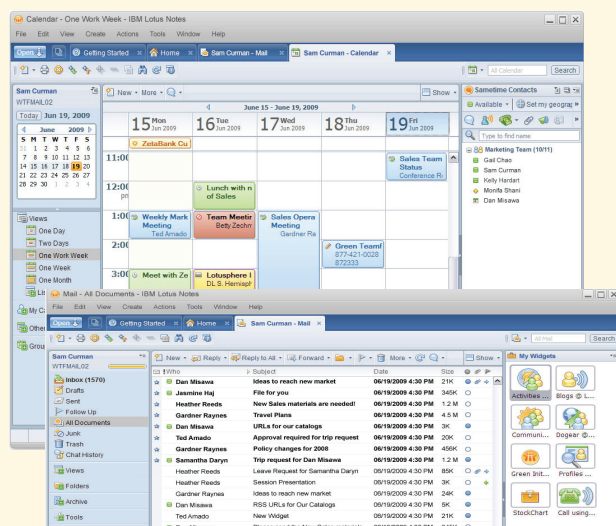 Calendar - One Work Week - IBM Lotus Notes
File Edit View Create Actions Tools Window Help
Open Getting Started Home Sam Curman - Mail Sam Curman - Calendar
All Calendar Search
Sam Curman
WTFMAIL02
Today Jun 19, 2009
June 2009
S M T W T F S
31 1 2 3 4 5 6
7 8 9 10 11 12 13
14 15 16 17 18 19 20
21 22 23 24 25 26 27
28 29 30 1 2 3 4
Views
One Day
Two Days
One Work Week
One Week
One Month
My C
Othe
Grou
New More Show
June 15 - June 19, 2009
15 Mon Jun 2009 16 Tue Jun 2009 17 Wed Jun 2009 18 Thu Jun 2009 19 Fri Jun 2009
ZetaBank Cu
11:00 Sales Team
Status
Conference R
12:00 Lunch with n
of Sales
1:00 Weekly Mark Team Meetin Sales Opera
Meeting Betty Zechm Meeting
Ted Amado Gardner Ra
2:00 Green Teamf
877-421-0028
872333
3:00 Meet with Ze Lotusphere I
DL S. Hemisph
Sametime Contacts
Available Set my geograp
Type to find name
Marketing Team (10/11)
Gail Chao
Sam Curman
Kelly Hardart
Monifa Shani
Dan Misawa
Mail - All Documents - IBM Lotus Notes
File Edit View Create Actions Tools Window Help
Open Getting Started Home Sam Curman - Mail
All Mail Search
Sam Curman
WTFMAIL02
Inbox (1570)
Drafts
Sent
Follow Up
All Documents
Junk
Trash
Chat History
Views
Folders
Archive
Tools
New Reply Reply to All Forward More Show
! Who Subject Date Size
Dan Misawa Ideas to reach new market 06/19/2009 4:30 PM 21K
Jasmine Haj File for you 06/19/2009 4:30 PM 345K
Heather Reeds New Sales materials are needed! 06/19/2009 4:30 PM 1.2 M
Gardner Raynes Travel Plans 06/19/2009 4:30 PM 4.5 M
Dan Misawa URLs for our catalogs 06/19/2009 4:30 PM 3K
Ted Amado Approval required for trip request 06/19/2009 4:30 PM 20K
Gardner Raynes Policy changes for 2008 06/19/2009 4:30 PM 456K
Samantha Daryn Trip request for Dan Misawa 06/19/2009 4:30 PM 1.2 M
Heather Reeds Leave Request for Samantha Daryn 06/19/2009 4:30 PM 85K
Heather Reeds Session Presentation 06/19/2009 4:30 PM 3K
Gardner Raynes Ideas to reach new market 06/19/2009 4:30 PM 24K
Dan Misawa RSS URLs for Our Catalogs 06/19/2009 4:30 PM 5K
Ted Amado New Widget 06/19/2009 4:30 PM 21K
My Widgets
Activities ... Blogs @ L...
Communi... Dogear @...
Green Init... Profiles ...
StockChart Call using...